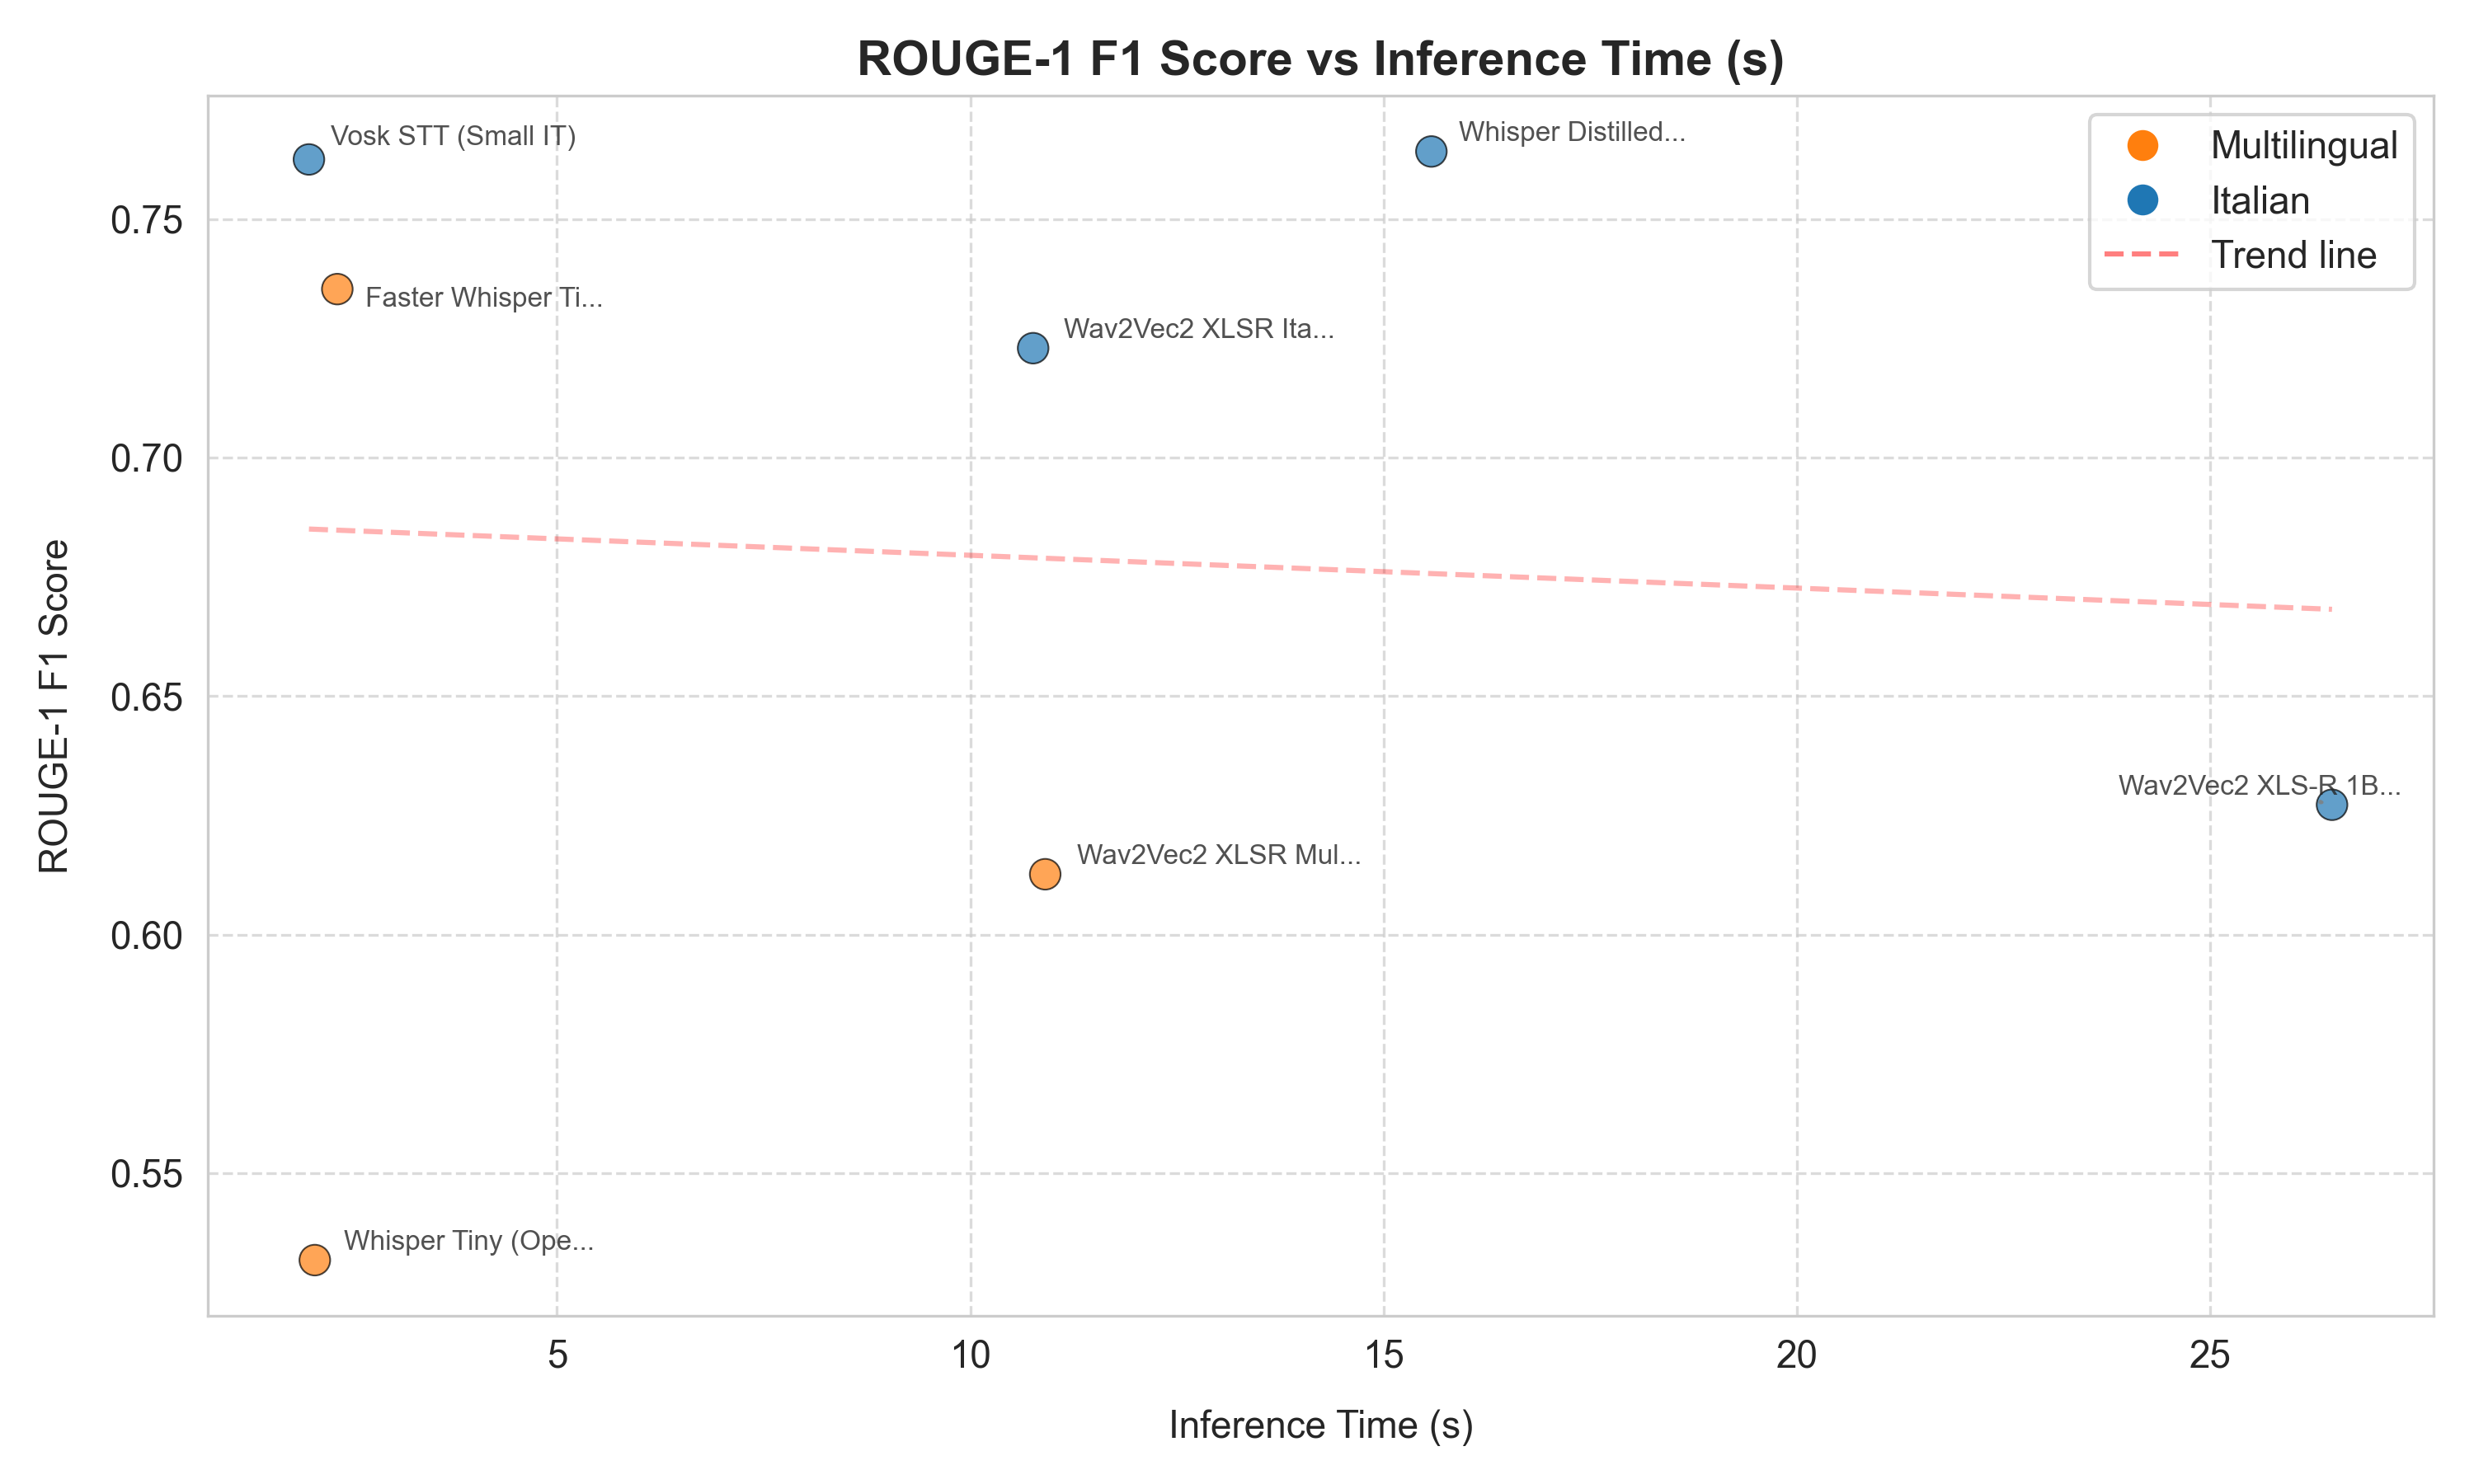 ROUGE-1 F1 Score vs Inference Time (s)
Vosk STT (Small IT)
Whisper Distilled...
Multilingual
Italian
Trend line
Faster Whisper Ti...
Wav2Vec2 XLSR Ita...
Wav2Vec2 XLS-R 1B...
Wav2Vec2 XLSR Mul...
Whisper Tiny (Ope...
ROUGE-1 F1 Score
0.75
0.70
0.65
0.60
0.55
5
10
15
20
25
Inference Time (s)